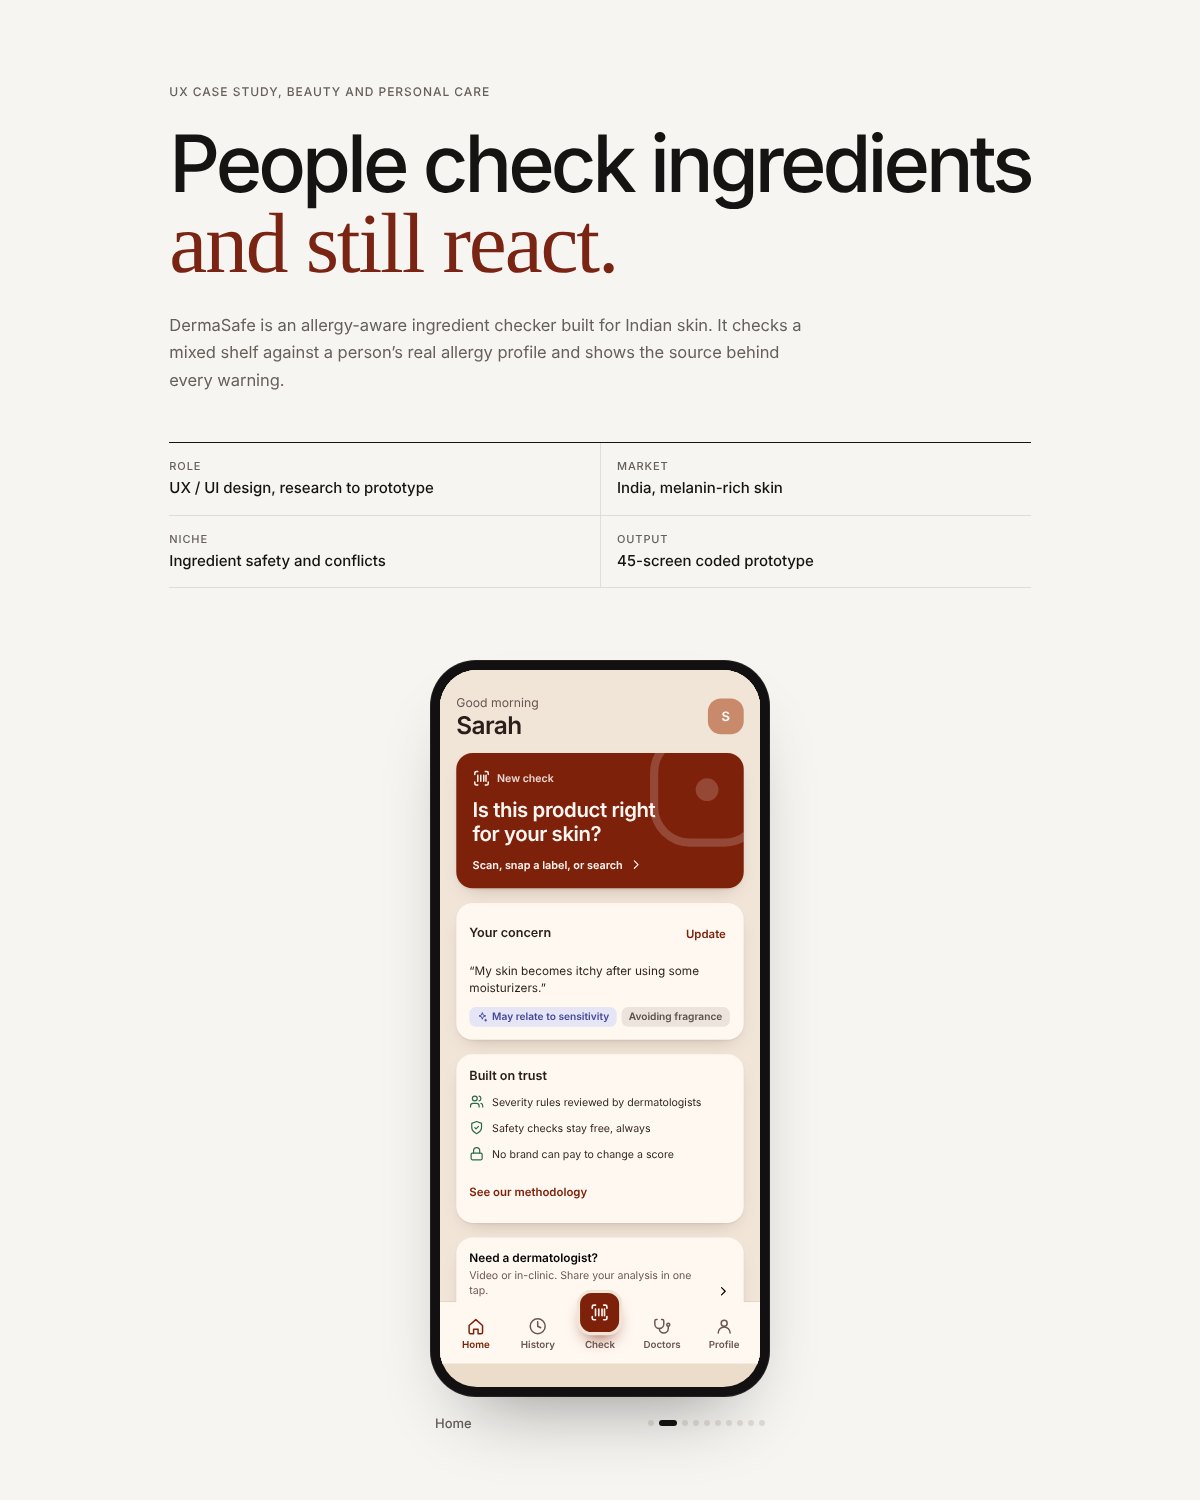 UX CASE STUDY, BEAUTY AND PERSONAL CARE
People check ingredients
and still react.
DermaSafe is an allergy-aware ingredient checker built for Indian skin. It checks a
mixed shelf against a person’s real allergy profile and shows the source behind
every warning.
ROLE
UX / UI design, research to prototype
MARKET
India, melanin-rich skin
NICHE
Ingredient safety and conflicts
OUTPUT
45-screen coded prototype
Good morning
Sarah
S
New check
Is this product right
for your skin?
Scan, snap a label, or search
Your concern
Update
“My skin becomes itchy after using some
moisturizers.”
May relate to sensitivity
Avoiding fragrance
Built on trust
Severity rules reviewed by dermatologists
Safety checks stay free, always
No brand can pay to change a score
See our methodology
Need a dermatologist?
Video or in-clinic. Share your analysis in one
tap.
Home
History
Check
Doctors
Profile
Home